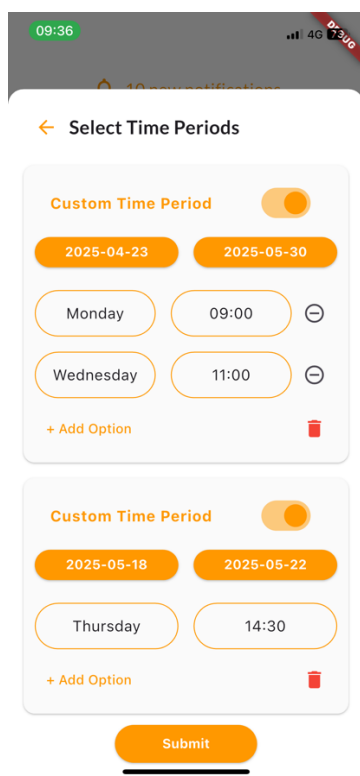 09:36
4G
DEBUG
10 new notifications
Select Time Periods
Custom Time Period
2025-04-23 2025-05-30
Monday 09:00
Wednesday 11:00
+ Add Option
Custom Time Period
2025-05-18 2025-05-22
Thursday 14:30
+ Add Option
Submit